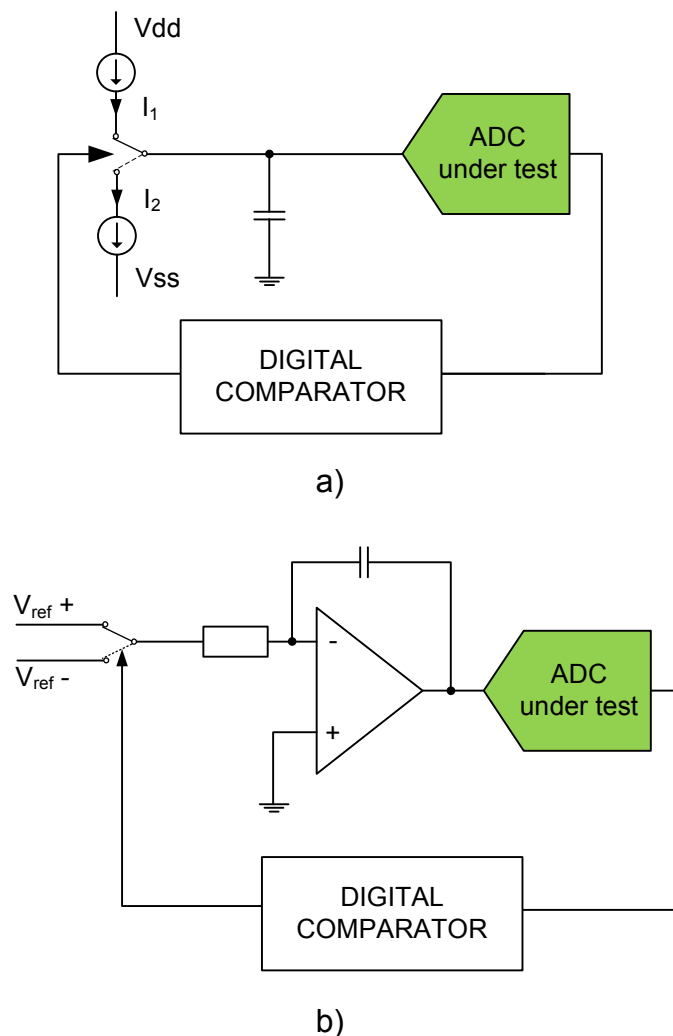 Vdd
I₁
ADC
under test
I₂
Vss
DIGITAL
COMPARATOR
a)
Vref +
Vref -
-
+
ADC
under test
DIGITAL
COMPARATOR
b)